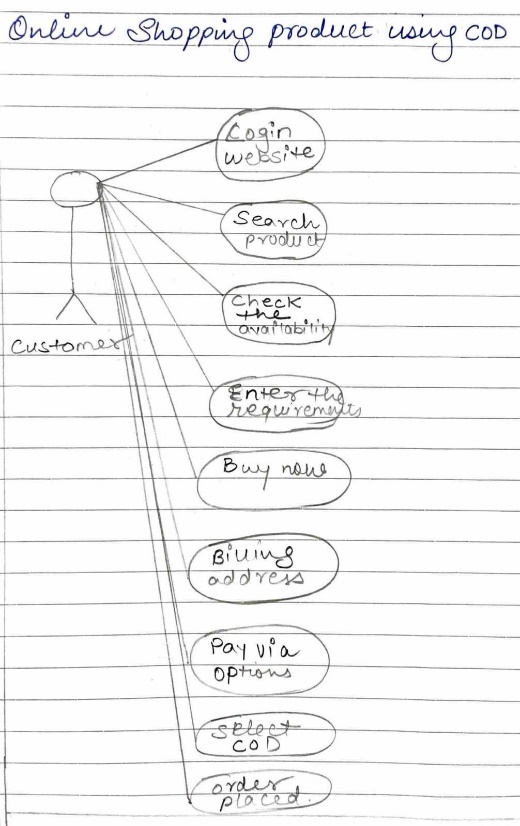 Online Shopping product using COD
Login
website
Search
product
Check
the
availability
Customer
Enter the
requirements
Buy now
Billing
address
Pay via
options
select
COD
order
placed.